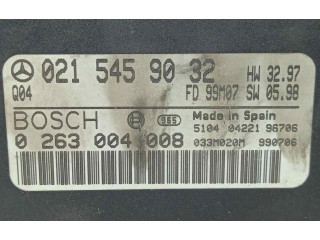 021 545 90 32 HW 32.97
Q04 FD 99M07 SW 05.98
BOSCH Made in Spain
0 263 004 008 5104 04221 96706
033M020M 990706